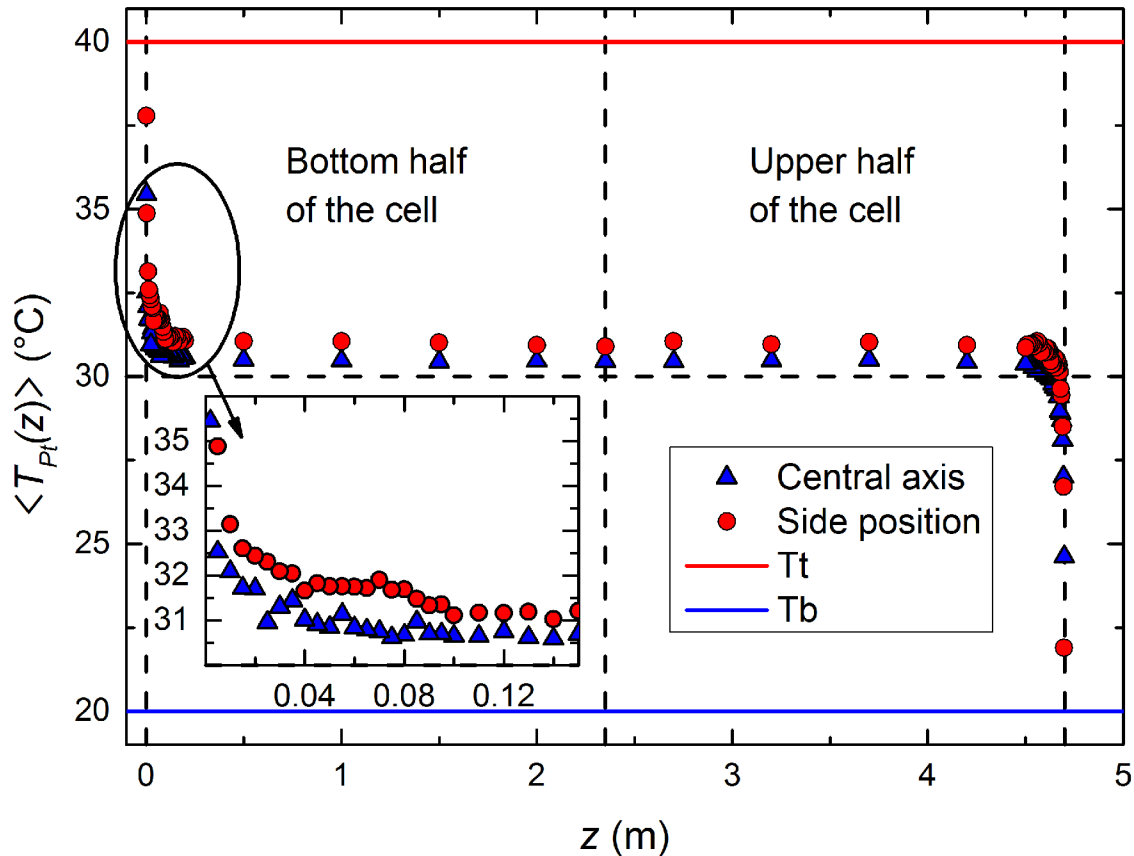 40
35
30
25
20
<T_Pt(z)> (°C)
Bottom half
of the cell
Upper half
of the cell
35
34
33
32
31
0.04 0.08 0.12
Central axis
Side position
Tt
Tb
0 1 2 3 4 5
z (m)